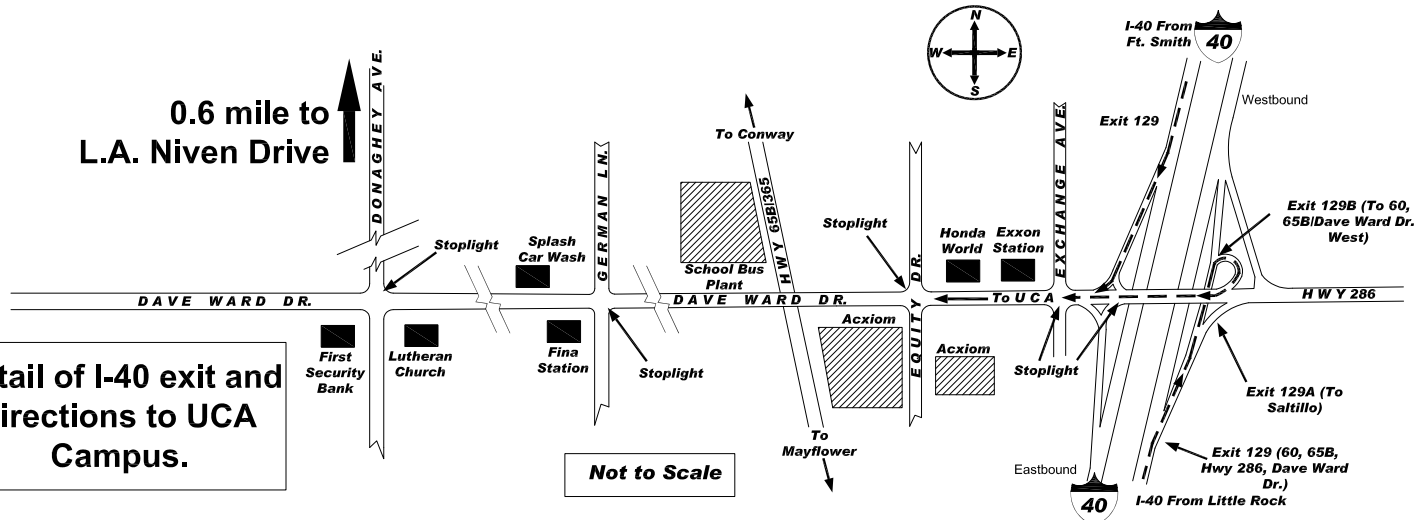 N
W
E
S
I-40 From
Ft. Smith
40
Westbound
Exit 129
0.6 mile to
L.A. Niven Drive
DONAGHEY AVE.
Stoplight
Splash
Car Wash
GERMAN LN.
To Conway
HWY 65B/365
School Bus
Plant
Stoplight
Honda
World
Exxon
Station
EXCHANGE AVE.
Exit 129B (To 60,
65B/Dave Ward Dr.
West)
DAVE WARD DR.
DAVE WARD DR.
To UCA
HWY 286
First
Security
Bank
Lutheran
Church
Fina
Station
Stoplight
Acxiom
EQUITY DR.
Acxiom
Stoplight
Exit 129A (To
Saltillo)
tail of I-40 exit and
irections to UCA
Campus.
To
Mayflower
Not to Scale
Eastbound
Exit 129 (60, 65B,
Hwy 286, Dave Ward
Dr.)
40
I-40 From Little Rock